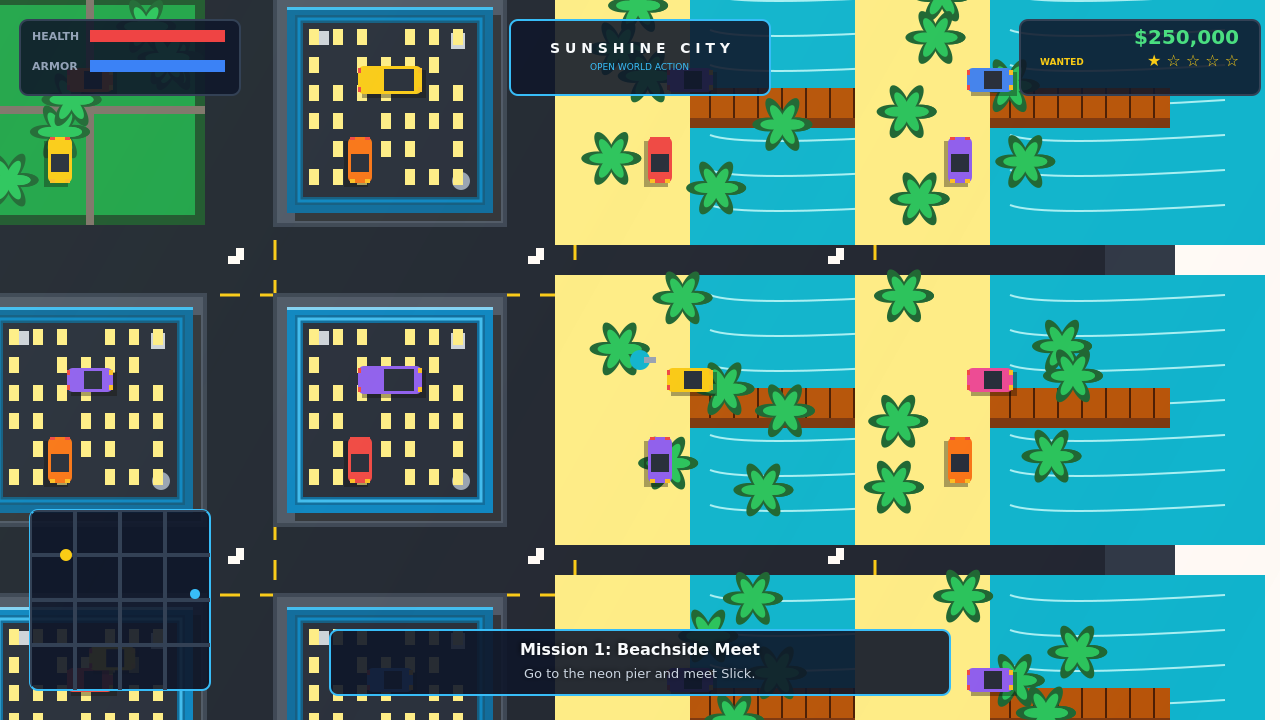 HEALTH
ARMOR
SUNSHINE CITY
OPEN WORLD ACTION
$250,000
WANTED ★ ☆ ☆ ☆ ☆
Mission 1: Beachside Meet
Go to the neon pier and meet Slick.